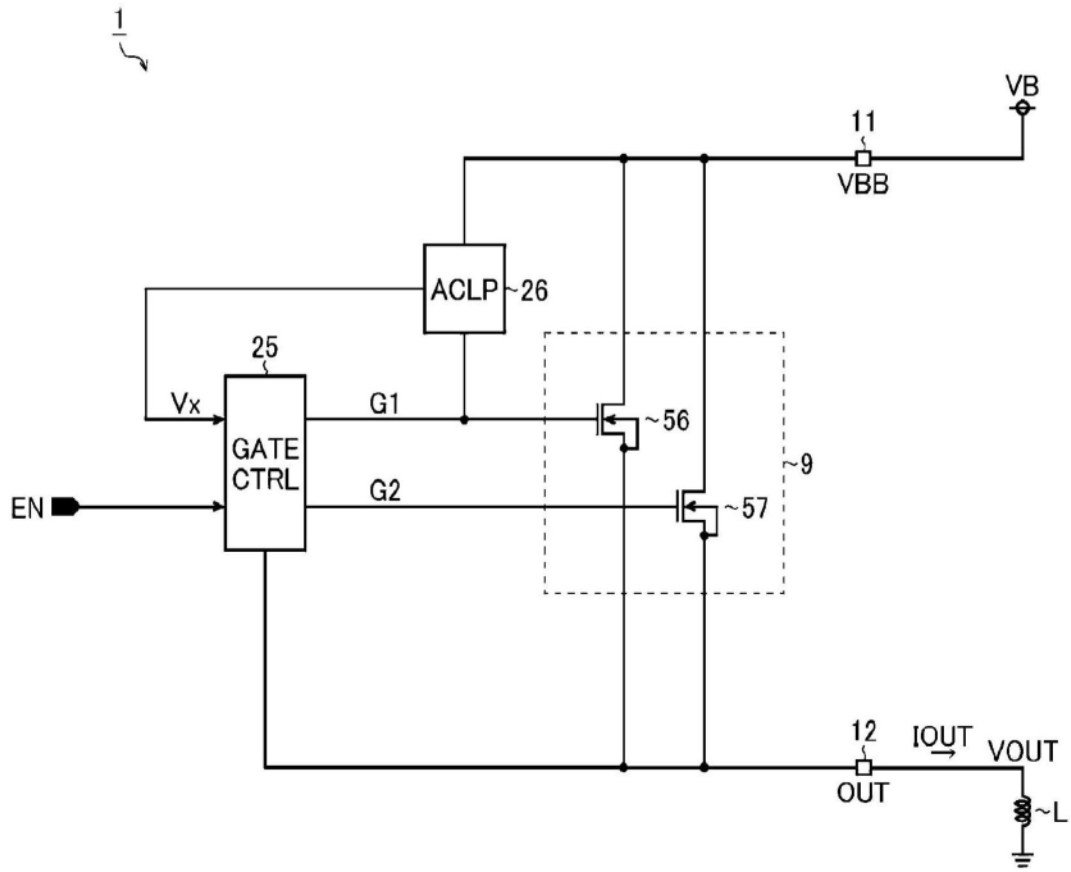 1
VB
11
VBB
ACLP
~26
25
Vx
G1
~56
GATE
CTRL
~9
EN
G2
~57
12
IOUT
VOUT
OUT
~L